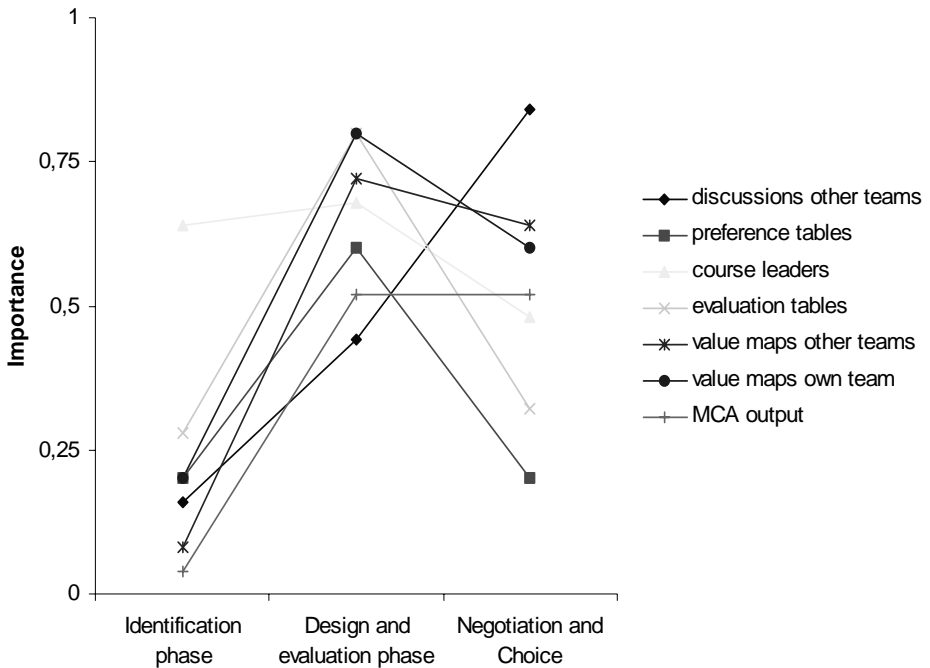 1
0,75
0,5
0,25
0
Importance
Identification
phase
Design and
evaluation phase
Negotiation and
Choice
discussions other teams
preference tables
course leaders
evaluation tables
value maps other teams
value maps own team
MCA output